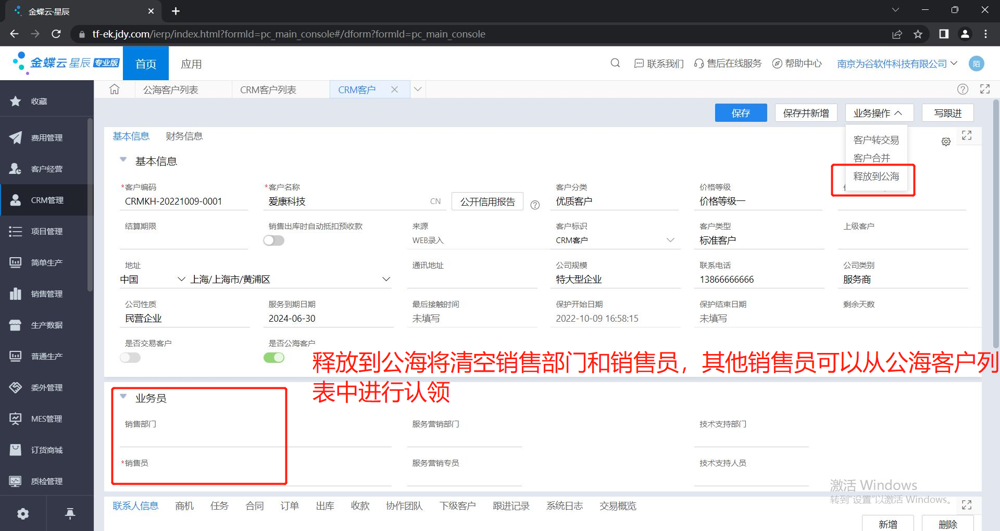 金蝶云·星辰
tf-ek.jdy.com/ierp/index.html?formId=pc_main_console#/dform?formId=pc_main_console
金蝶云 星辰 专业版 首页 应用 联系我们 售后在线服务 帮助中心 南京为谷软件科技有限公司 陌
公海客户列表 CRM客户列表 CRM客户
收藏
费用管理
客户经营
CRM管理
项目管理
简单生产
销售管理
生产数据
普通生产
委外管理
MES管理
订货商城
质检管理
保存 保存并新增 业务操作 写跟进
客户转交易
客户合并
释放到公海
基本信息 财务信息
基本信息
*客户编码 *客户名称 客户分类 价格等级
CRMKH-20221009-0001 爱康科技 CN 公开信用报告 优质客户 价格等级一
结算期限 销售出库时自动抵扣预收款 来源 客户标识 客户类型 上级客户
WEB录入 CRM客户 标准客户
地址 通讯地址 公司规模 联系电话 公司类别
中国 上海/上海市/黄浦区 特大型企业 13866666666 服务商
公司性质 服务到期日期 最后接触时间 保护开始日期 保护结束日期 剩余天数
民营企业 2024-06-30 未填写 2022-10-09 16:58:15 未填写
是否交易客户 是否公海客户
释放到公海将清空销售部门和销售员，其他销售员可以从公海客户列
表中进行认领
业务员
销售部门 服务营销部门 技术支持部门
*销售员 服务营销专员 技术支持人员
激活 Windows
转到"设置"以激活 Windows。
联系人信息 商机 任务 合同 订单 出库 收款 协作团队 下级客户 跟进记录 系统日志 交易概览
新增 删除